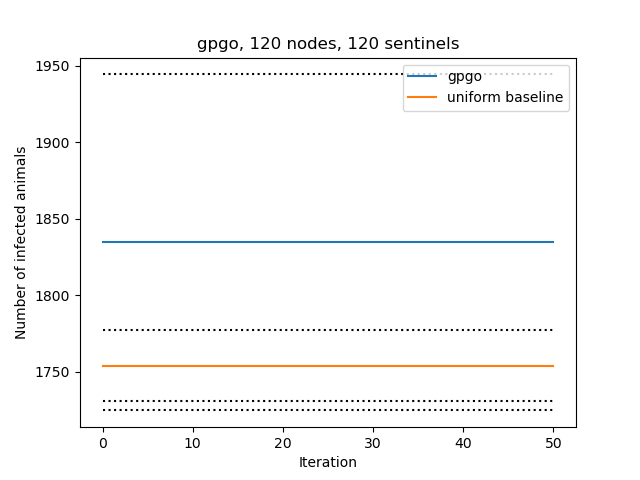 gpgo, 120 nodes, 120 sentinels
gpgo
uniform baseline
Number of infected animals
1950
1900
1850
1800
1750
0 10 20 30 40 50
Iteration